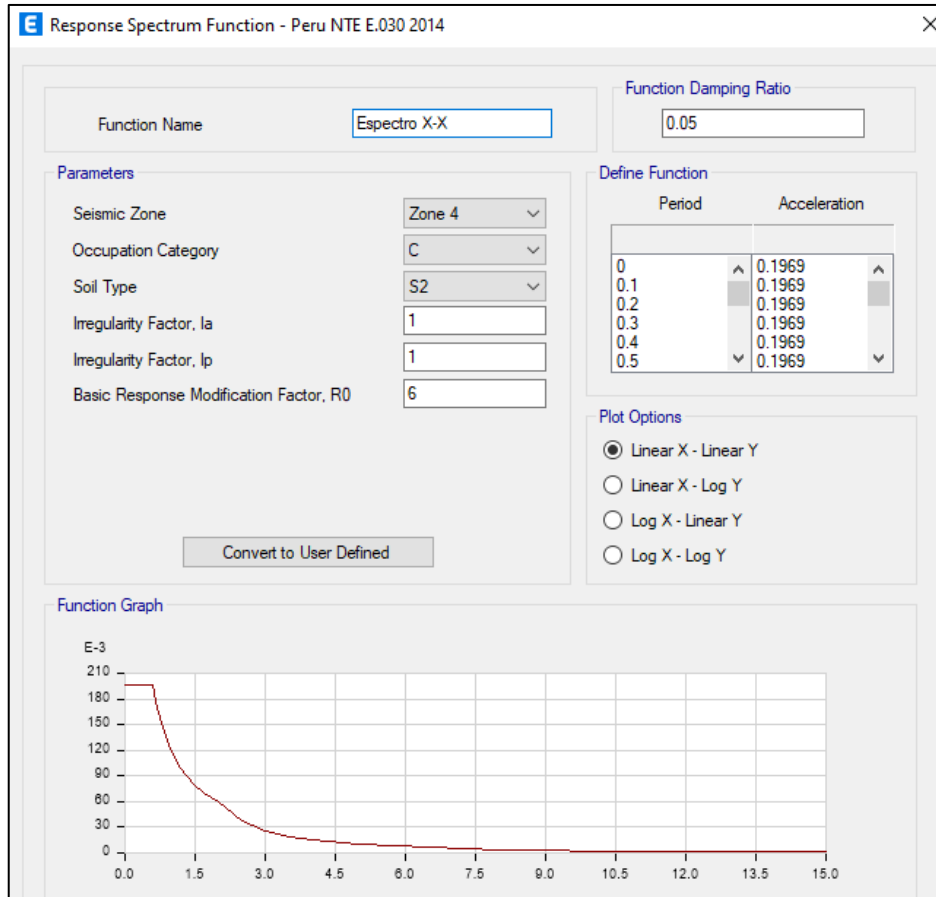 E Response Spectrum Function - Peru NTE E.030 2014
Function Name
Espectro X-X
Function Damping Ratio
0.05
Parameters
Seismic Zone
Zone 4
Occupation Category
C
Soil Type
S2
Irregularity Factor, Ia
1
Irregularity Factor, Ip
1
Basic Response Modification Factor, R0
6
Convert to User Defined
Define Function
Period Acceleration
0 0.1969
0.1 0.1969
0.2 0.1969
0.3 0.1969
0.4 0.1969
0.5 0.1969
Plot Options
Linear X - Linear Y
Linear X - Log Y
Log X - Linear Y
Log X - Log Y
Function Graph
E-3
210
180
150
120
90
60
30
0
0.0 1.5 3.0 4.5 6.0 7.5 9.0 10.5 12.0 13.5 15.0